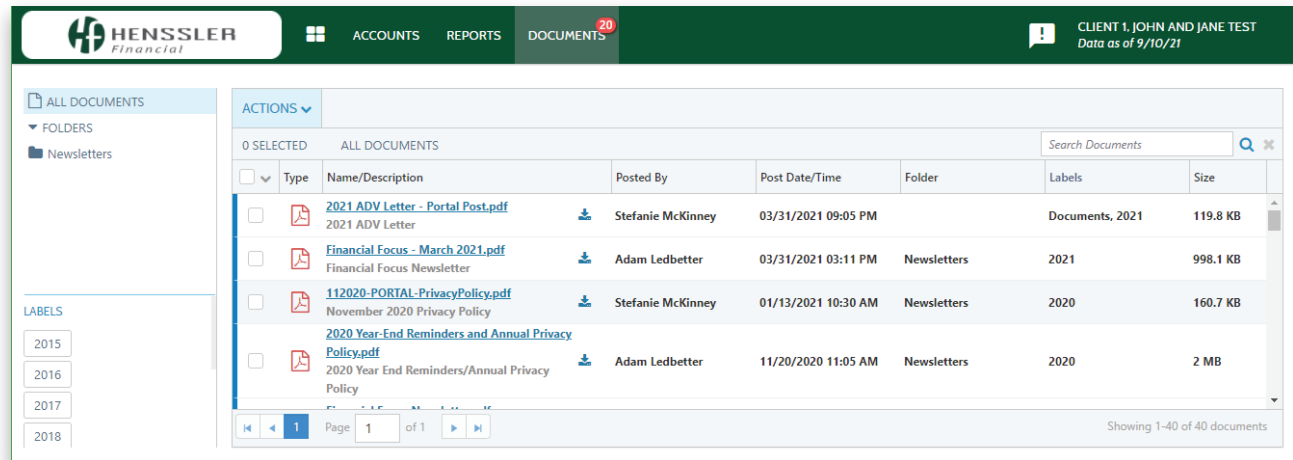 HENSSLER
Financial
ACCOUNTS REPORTS DOCUMENTS 20
! CLIENT 1, JOHN AND JANE TEST
Data as of 9/10/21
ALL DOCUMENTS
FOLDERS
Newsletters
LABELS
2015
2016
2017
2018
ACTIONS
0 SELECTED ALL DOCUMENTS Search Documents
Type Name/Description Posted By Post Date/Time Folder Labels Size
2021 ADV Letter - Portal Post.pdf
2021 ADV Letter
Stefanie McKinney 03/31/2021 09:05 PM Documents, 2021 119.8 KB
Financial Focus - March 2021.pdf
Financial Focus Newsletter
Adam Ledbetter 03/31/2021 03:11 PM Newsletters 2021 998.1 KB
112020-PORTAL-PrivacyPolicy.pdf
November 2020 Privacy Policy
Stefanie McKinney 01/13/2021 10:30 AM Newsletters 2020 160.7 KB
2020 Year-End Reminders and Annual Privacy
Policy.pdf
2020 Year End Reminders/Annual Privacy
Policy
Adam Ledbetter 11/20/2020 11:05 AM Newsletters 2020 2 MB
1 Page 1 of 1 Showing 1-40 of 40 documents